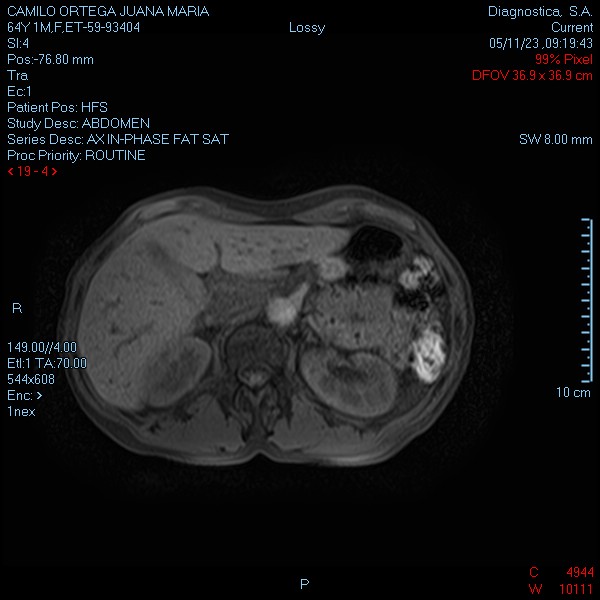 CAMILO ORTEGA JUANA MARIA
64Y 1M,F,ET-59-93404
Sl:4
Pos:-76.80 mm
Tra
Ec:1
Patient Pos: HFS
Study Desc: ABDOMEN
Series Desc: AX IN-PHASE FAT SAT
Proc Priority: ROUTINE
< 19 - 4 >
Lossy
Diagnostica, S.A.
Current
05/11/23 ,09:19:43
99% Pixel
DFOV 36.9 x 36.9 cm
SW 8.00 mm
R
149.00//4.00
Etl:1 TA:70.00
544x608
Enc: >
1nex
10 cm
P
C 4944
W 10111